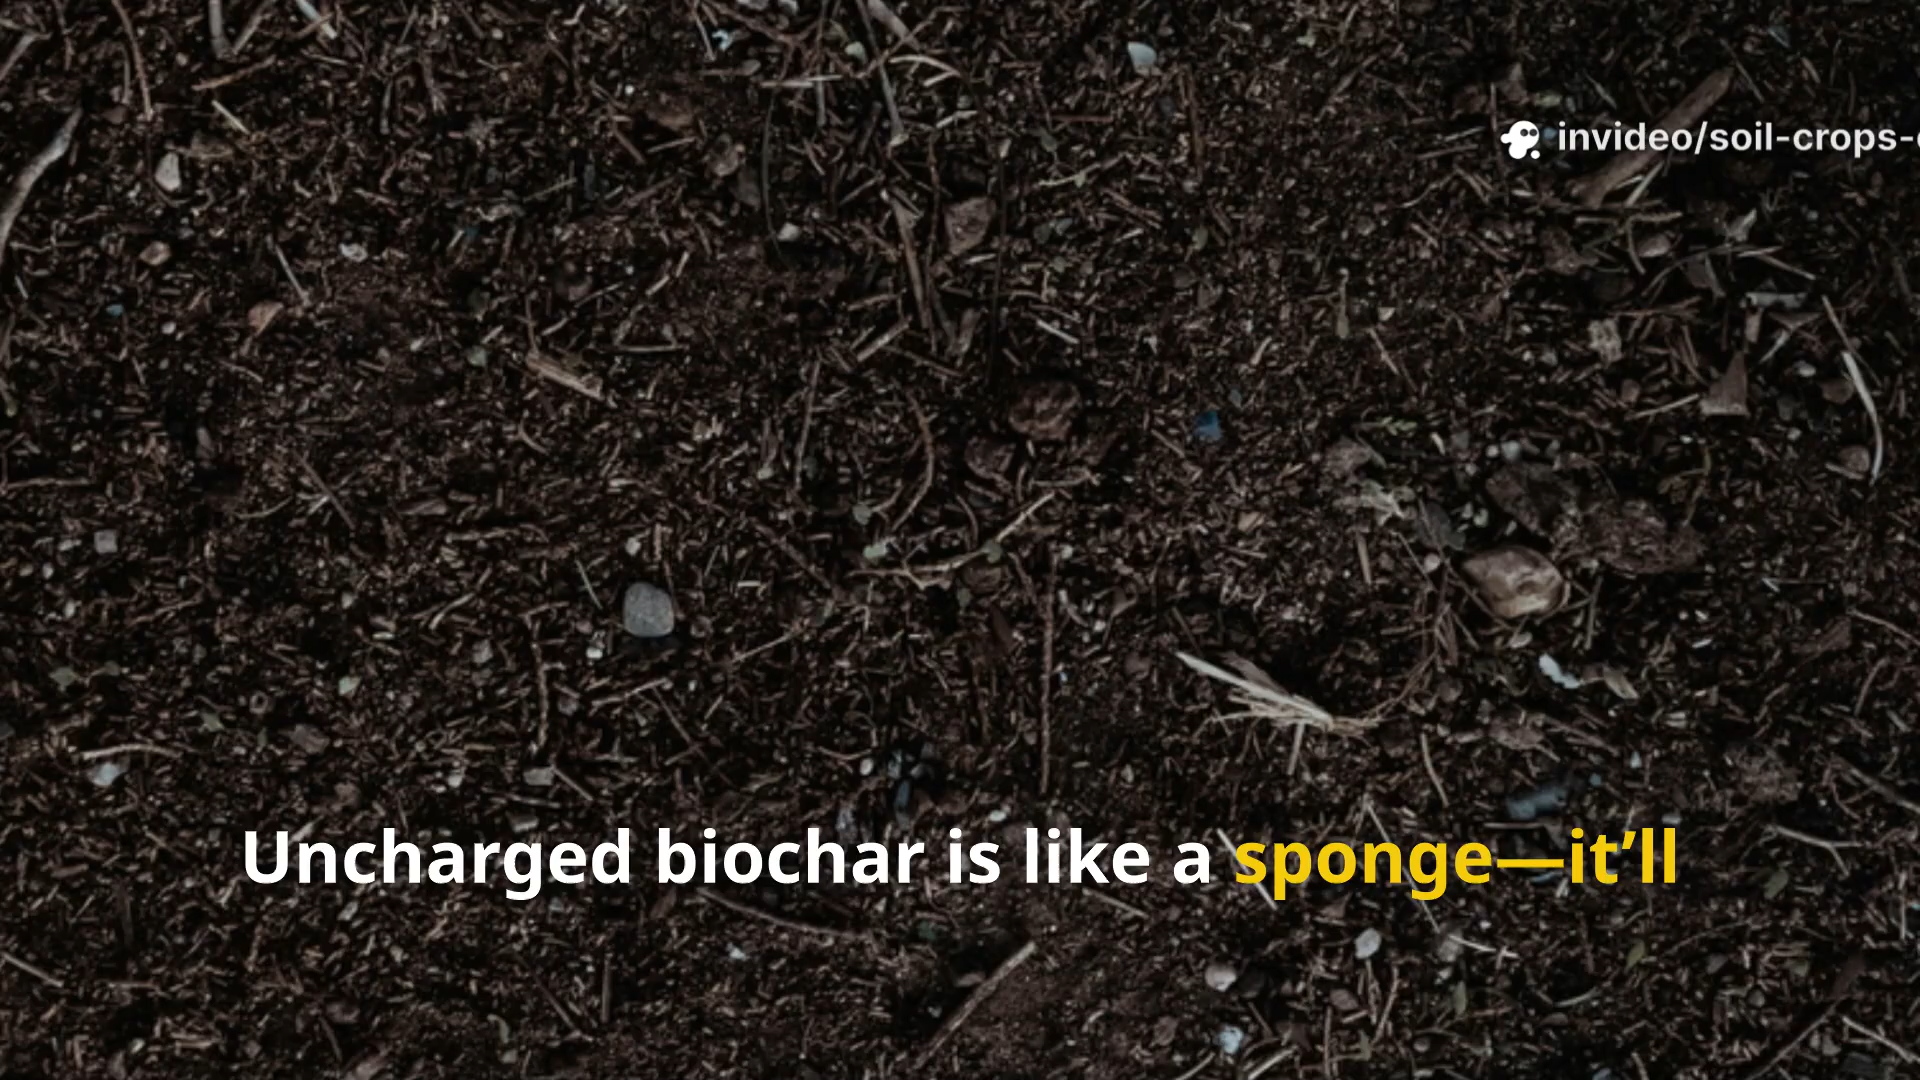 invideo/soil-crops-
Uncharged biochar is like a sponge—it’ll